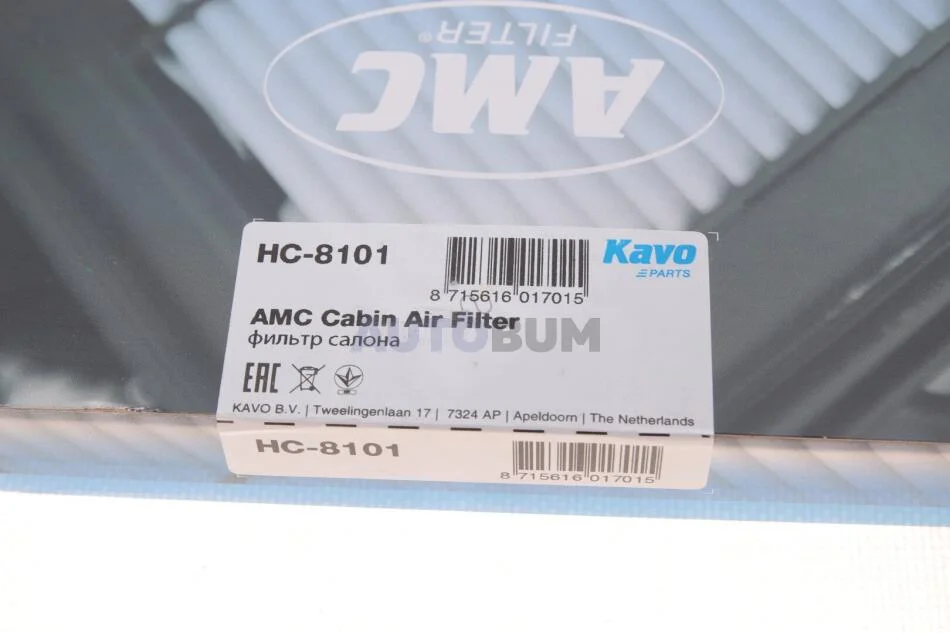 AMC
FILTER®
HC-8101
Kavo
PARTS
8 715616 017015
AMC Cabin Air Filter
фильтр салона
AUTOBUM
EAC
KAVO B.V. | Tweelingenlaan 17 | 7324 AP | Apeldoorn | The Netherlands
HC-8101
8 715616 017015